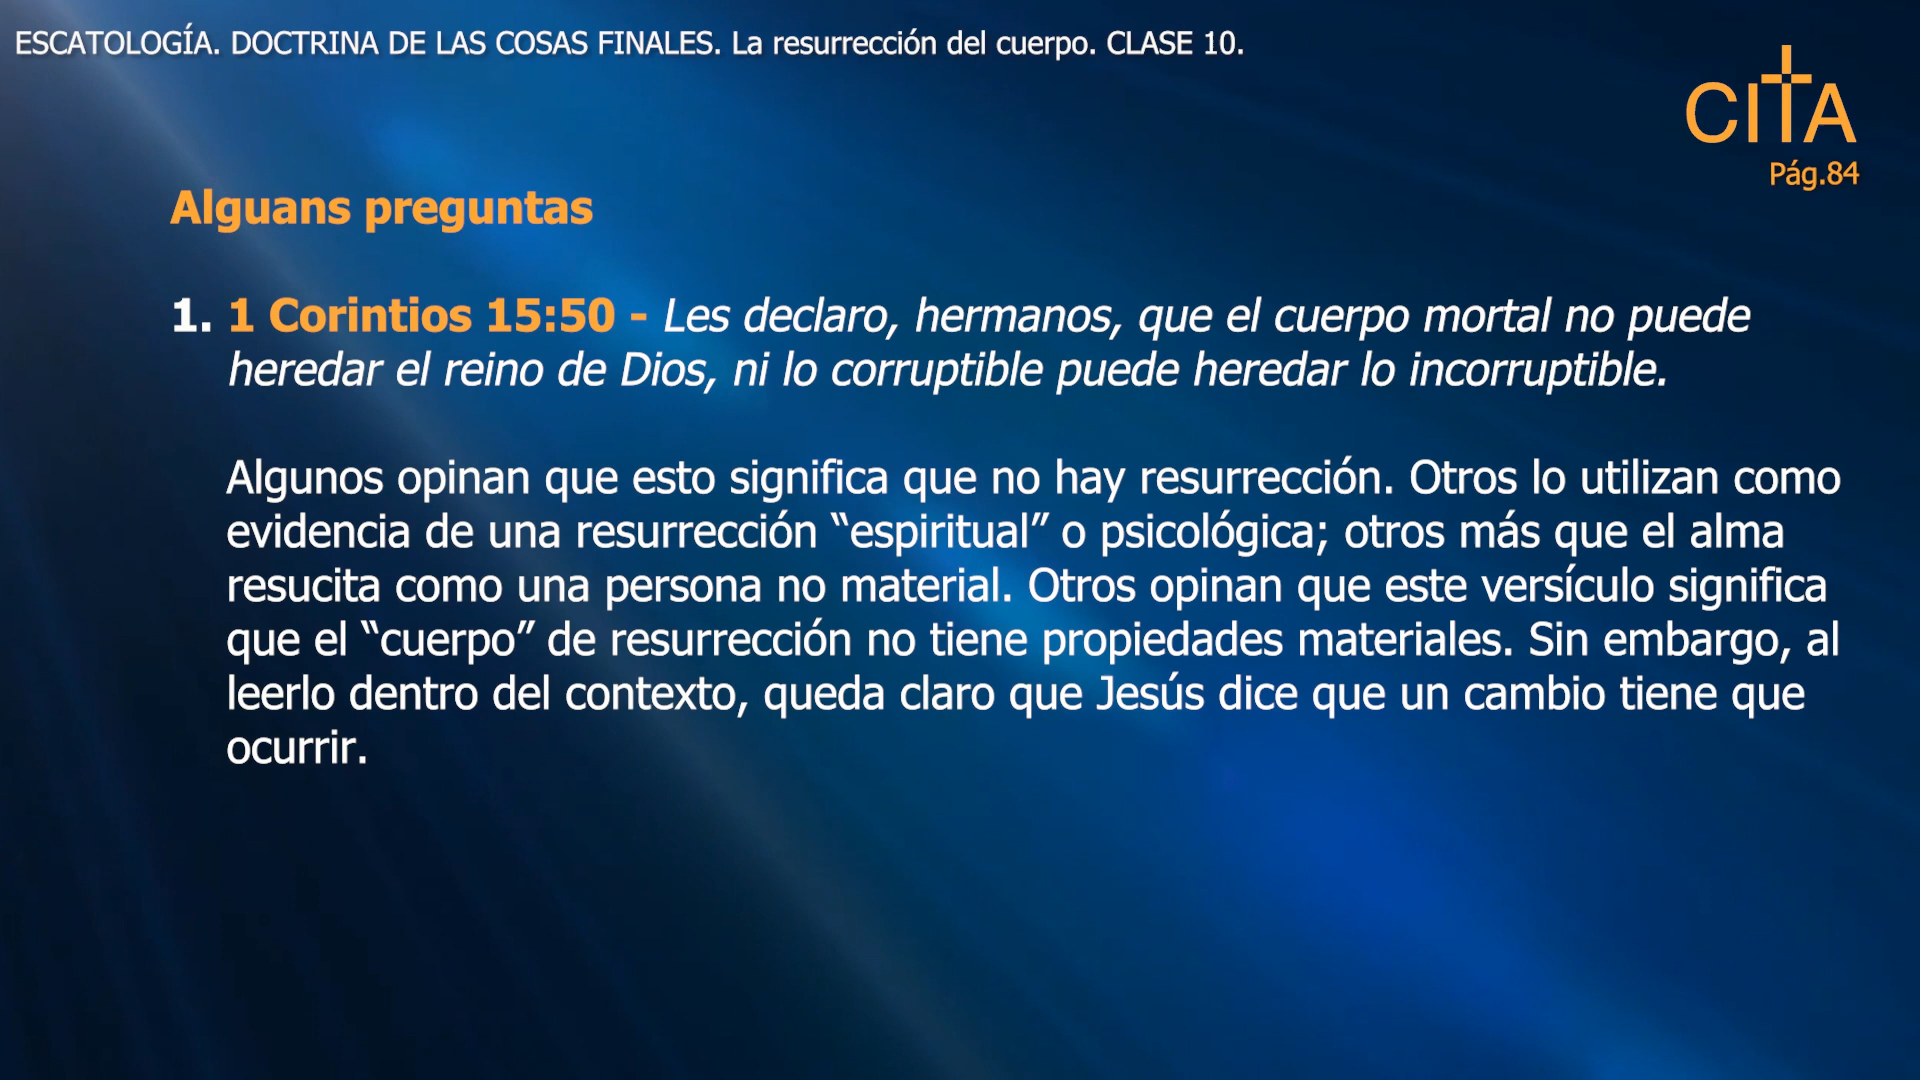 ESCATOLOGÍA. DOCTRINA DE LAS COSAS FINALES. La resurrección del cuerpo. CLASE 10.
CITA
Pág.84
Alguans preguntas
1. 1 Corintios 15:50 - Les declaro, hermanos, que el cuerpo mortal no puede
heredar el reino de Dios, ni lo corruptible puede heredar lo incorruptible.
Algunos opinan que esto significa que no hay resurrección. Otros lo utilizan como
evidencia de una resurrección “espiritual” o psicológica; otros más que el alma
resucita como una persona no material. Otros opinan que este versículo significa
que el “cuerpo” de resurrección no tiene propiedades materiales. Sin embargo, al
leerlo dentro del contexto, queda claro que Jesús dice que un cambio tiene que
ocurrir.